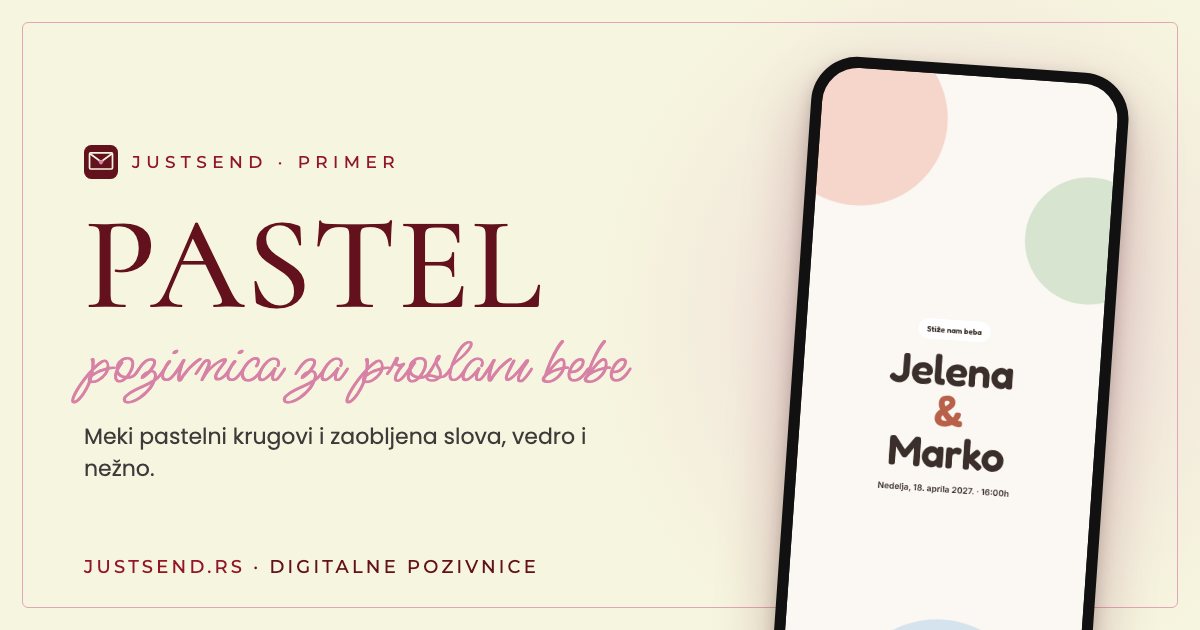 JUSTSEND · PRIMER
PASTEL
pozivnica za proslavu bebe
Meki pastelni krugovi i zaobljena slova, vedro i
nežno.
JUSTSEND.RS · DIGITALNE POZIVNICE
Stiže nam beba
Jelena
&
Marko
Nedelja, 18. aprila 2027. · 16:00h